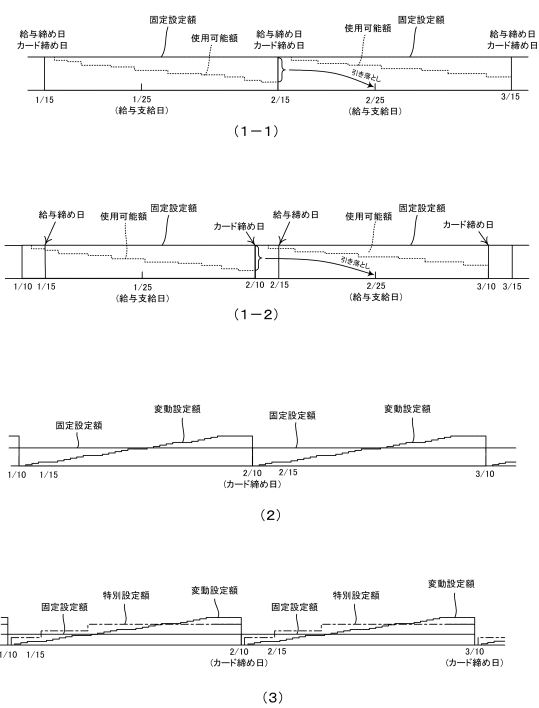 固定設定額 固定設定額
給与締め日 使用可能額 給与締め日 使用可能額 給与締め日
カード締め日 カード締め日 カード締め日
引き落とし
1/15 1/25 2/15 2/25 3/15
(給与支給日) (給与支給日)
(1-1)
給与締め日 使用可能額 固定設定額 給与締め日 使用可能額 固定設定額
カード締め日 カード締め日
引き落とし
1/10 1/15 1/25 2/10 2/15 2/25 3/10 3/15
(給与支給日) (給与支給日)
(1-2)
変動設定額 変動設定額
固定設定額 固定設定額
1/10 1/15 2/10 2/15 3/10
(カード締め日)
(2)
固定設定額 特別設定額 変動設定額 固定設定額 特別設定額 変動設定額
1/10 1/15 2/10 2/15 3/10
(カード締め日) (カード締め日)
(3)